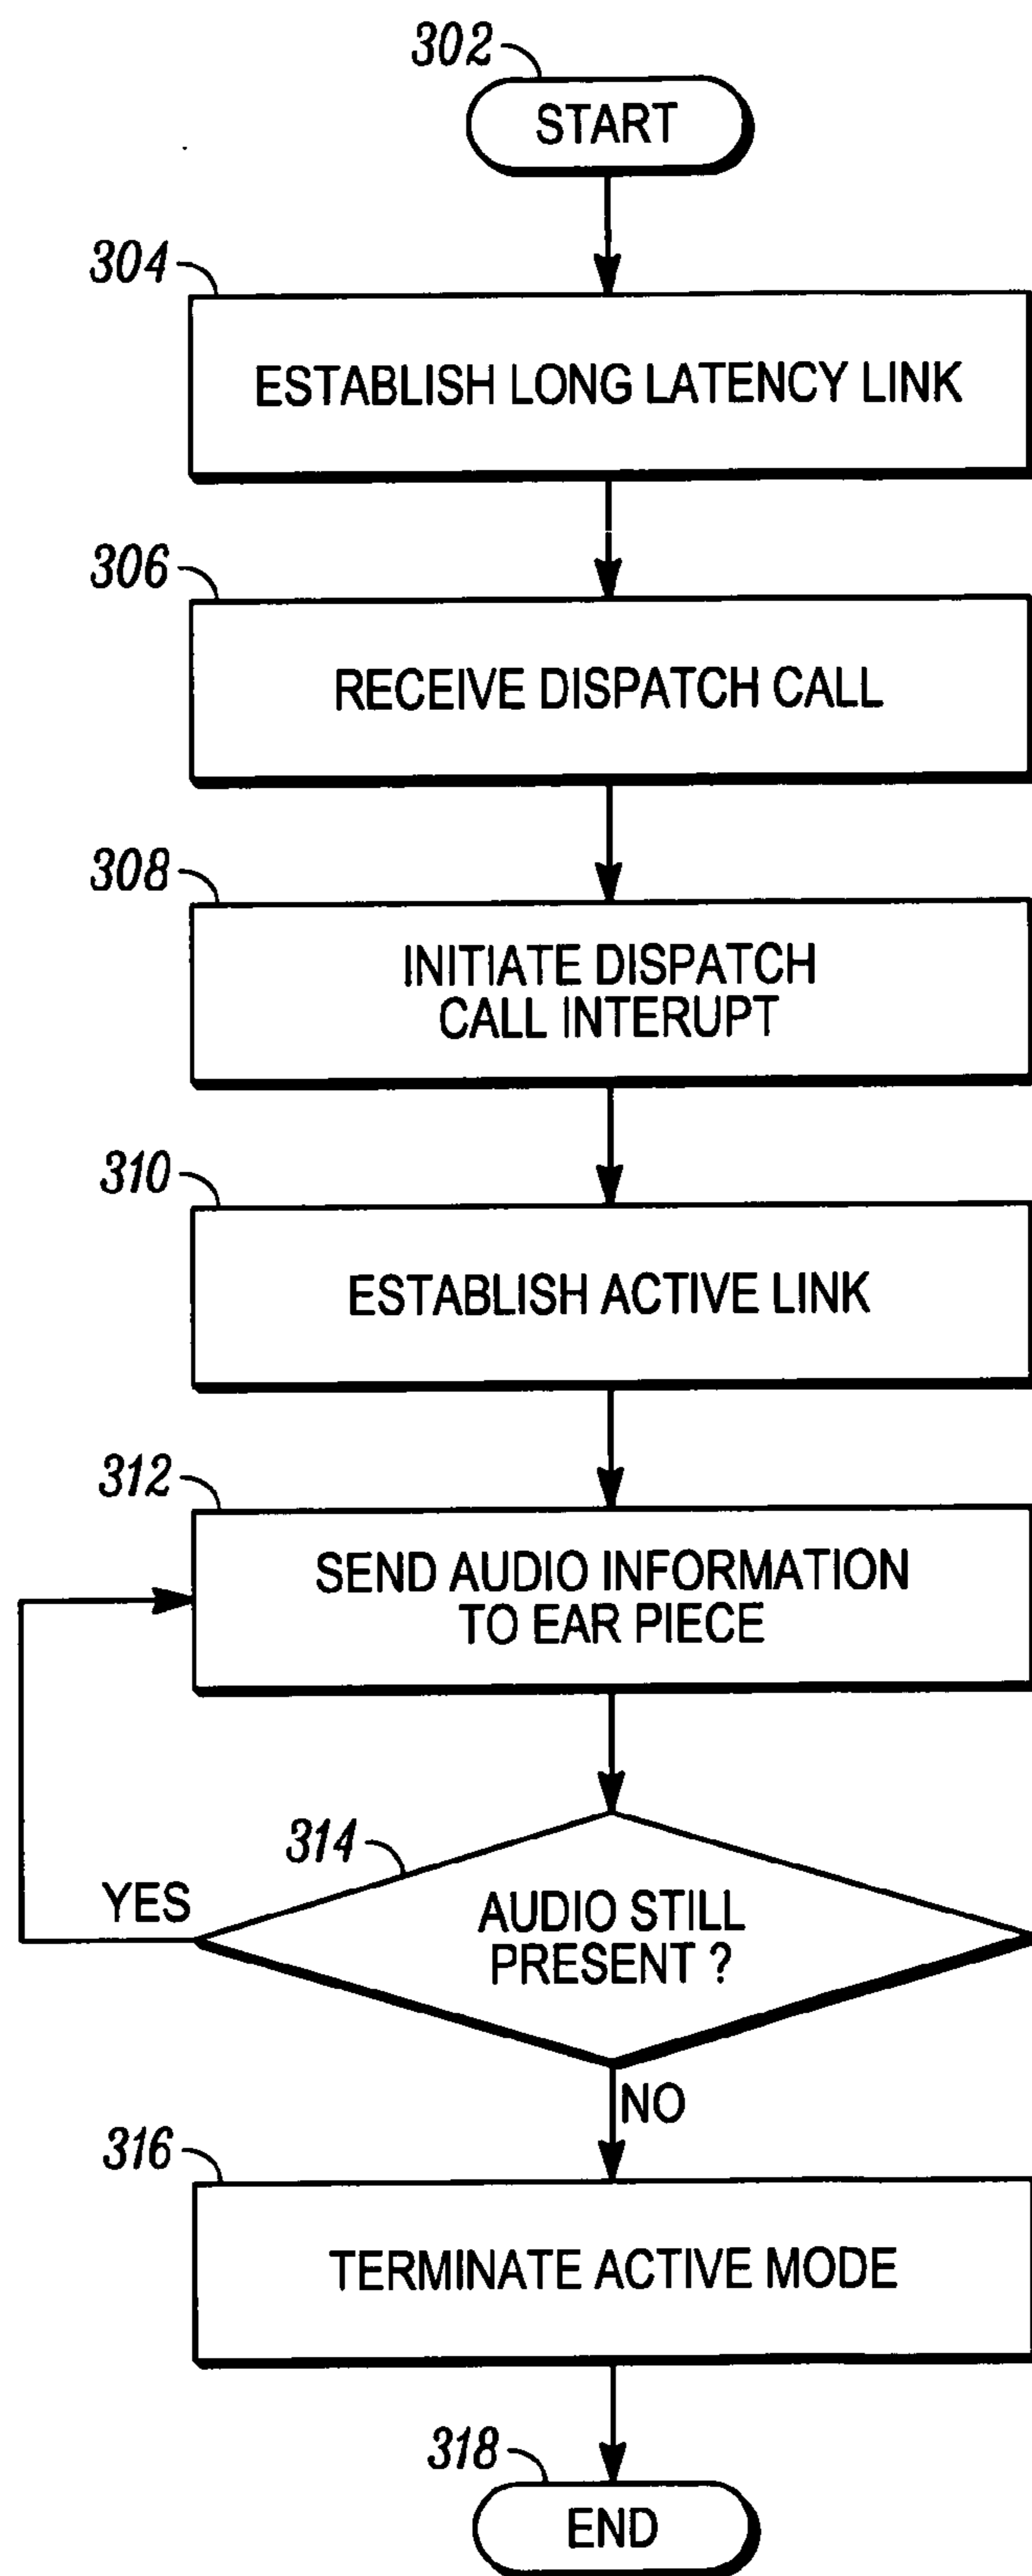 302
START
304
ESTABLISH LONG LATENCY LINK
306
RECEIVE DISPATCH CALL
308
INITIATE DISPATCH
CALL INTERUPT
310
ESTABLISH ACTIVE LINK
312
SEND AUDIO INFORMATION
TO EAR PIECE
314
YES
AUDIO STILL
PRESENT ?
NO
316
TERMINATE ACTIVE MODE
318
END